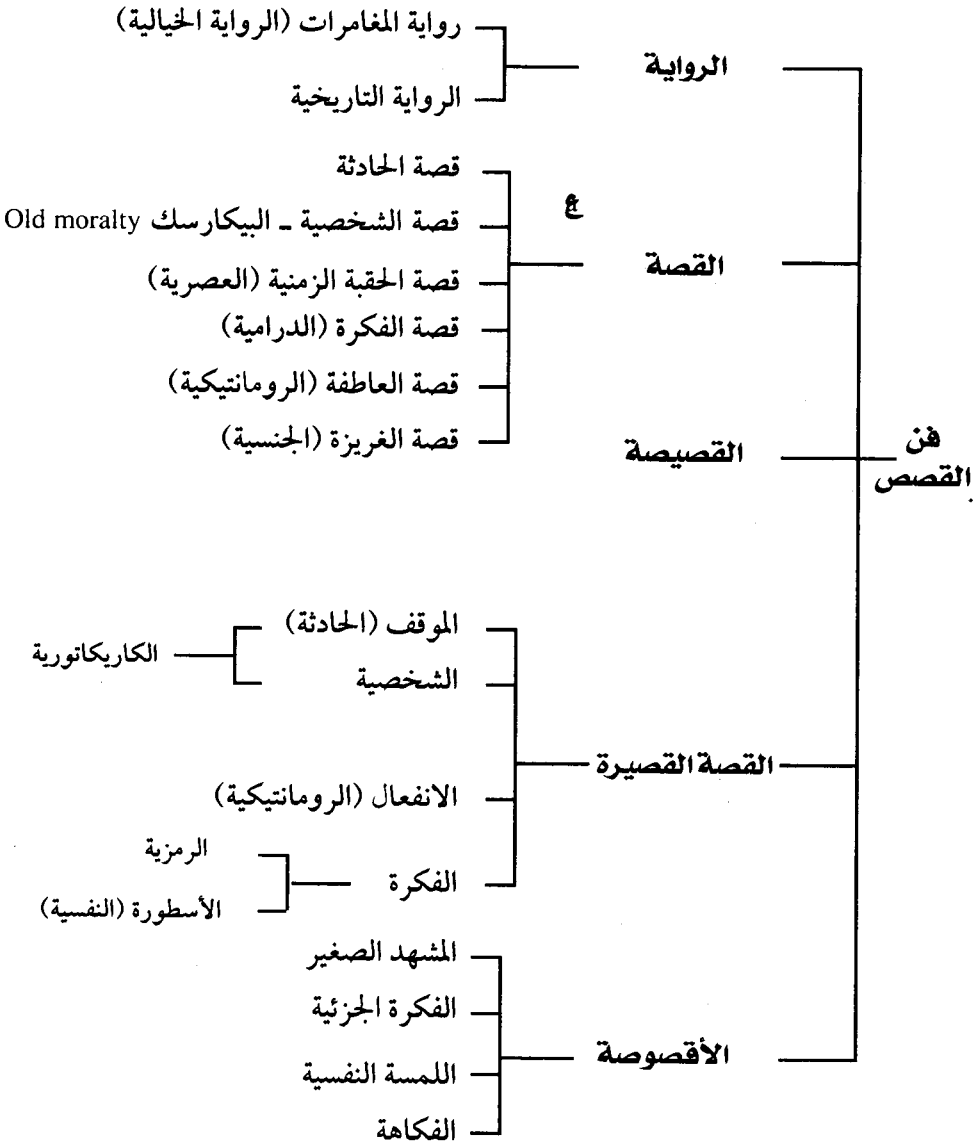 رواية المغامرات (الرواية الخيالية)
الرواية
الرواية التاريخية
قصة الحادثة
قصة الشخصية ـ البيكارسك Old moralty
القصة
قصة الحقبة الزمنية (العصرية)
قصة الفكرة (الدرامية)
قصة العاطفة (الرومانتيكية)
قصة الغريزة (الجنسية)
فن
القصص
القصيصة
الموقف (الحادثة)
الكاريكاتورية
الشخصية
القصة القصيرة
الانفعال (الرومانتيكية)
الرمزية
الفكرة
الأسطورة (النفسية)
المشهد الصغير
الفكرة الجزئية
الأقصوصة
اللمسة النفسية
الفكاهة